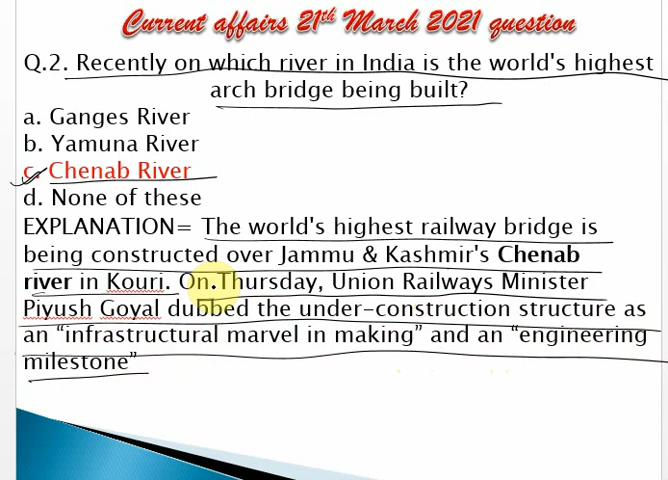 Current affairs 21th March 2021 question
Q.2. Recently on which river in India is the world's highest
arch bridge being built?
a. Ganges River
b. Yamuna River
c. Chenab River
d. None of these
EXPLANATION= The world's highest railway bridge is
being constructed over Jammu & Kashmir's Chenab
river in Kouri. On Thursday, Union Railways Minister
Piyush Goyal dubbed the under-construction structure as
an “infrastructural marvel in making” and an “engineering
milestone”